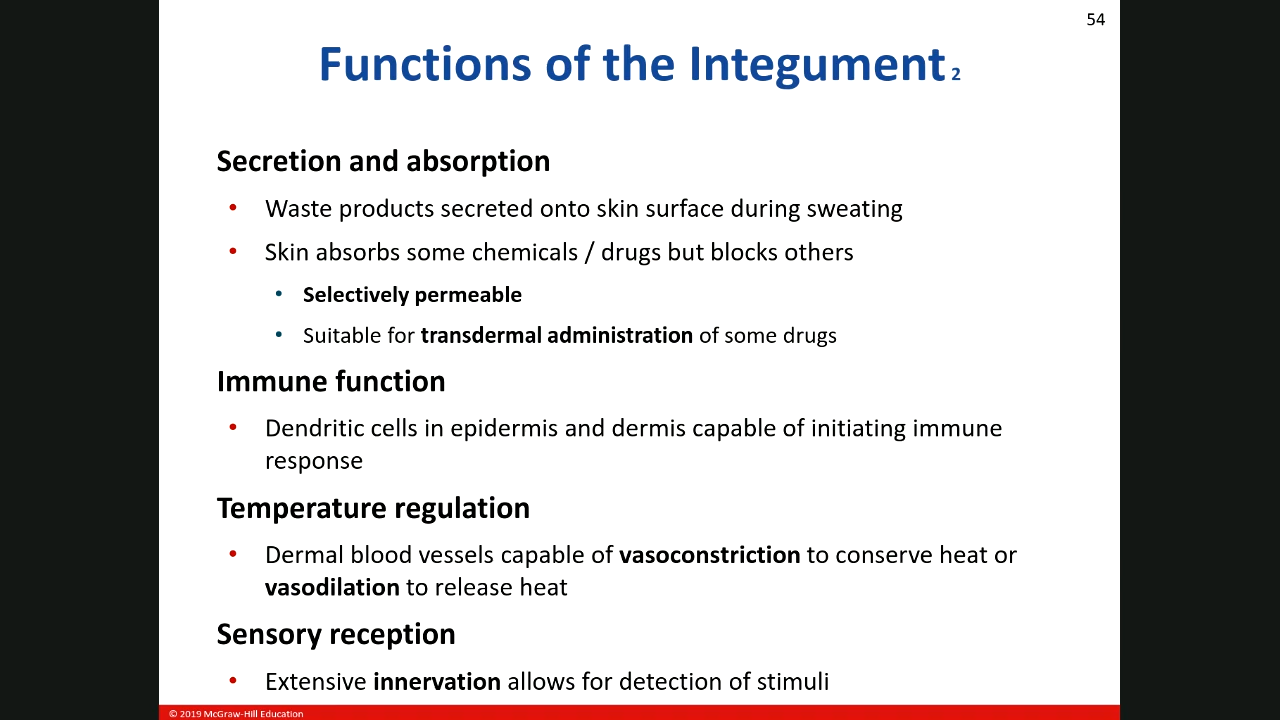 54
Functions of the Integument 2
Secretion and absorption
• Waste products secreted onto skin surface during sweating
• Skin absorbs some chemicals / drugs but blocks others
• Selectively permeable
• Suitable for transdermal administration of some drugs
Immune function
• Dendritic cells in epidermis and dermis capable of initiating immune
response
Temperature regulation
• Dermal blood vessels capable of vasoconstriction to conserve heat or
vasodilation to release heat
Sensory reception
• Extensive innervation allows for detection of stimuli
© 2019 McGraw-Hill Education